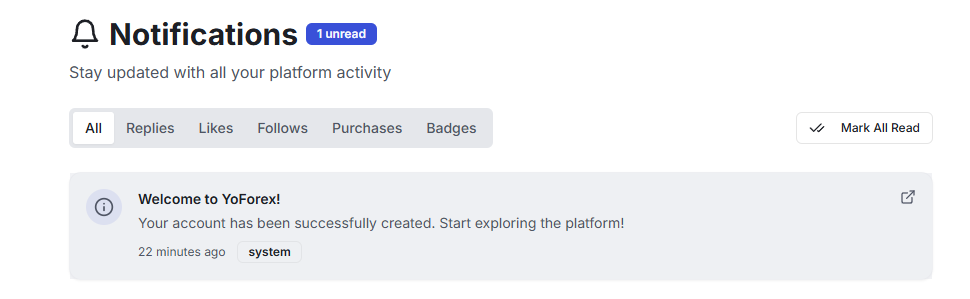 Notifications 1 unread
Stay updated with all your platform activity
All Replies Likes Follows Purchases Badges Mark All Read
Welcome to YoForex!
Your account has been successfully created. Start exploring the platform!
22 minutes ago system